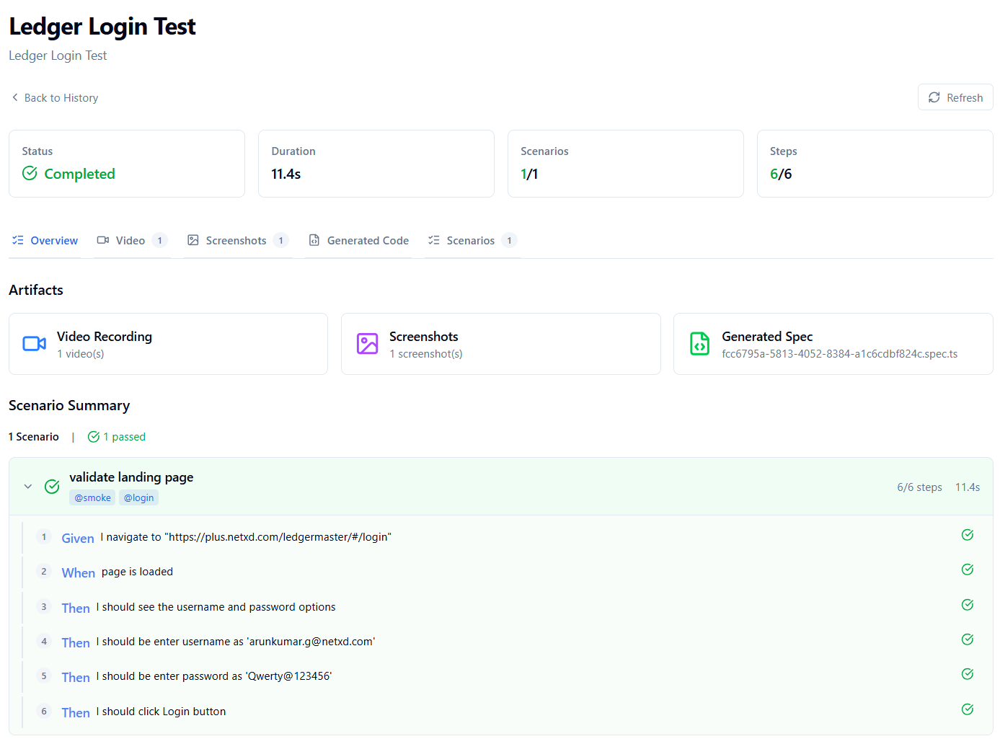 Ledger Login Test
Ledger Login Test
Back to History
Refresh
Status
Completed
Duration
11.4s
Scenarios
1/1
Steps
6/6
Overview
Video 1
Screenshots 1
Generated Code
Scenarios 1
Artifacts
Video Recording
1 video(s)
Screenshots
1 screenshot(s)
Generated Spec
fcc6795a-5813-4052-8384-a1c6cdbf824c.spec.ts
Scenario Summary
1 Scenario | 1 passed
validate landing page
@smoke @login
6/6 steps 11.4s
1 Given I navigate to "https://plus.netxd.com/ledgermaster/#/login"
2 When page is loaded
3 Then I should see the username and password options
4 Then I should be enter username as 'arunkumar.g@netxd.com'
5 Then I should be enter password as 'Qwerty@123456'
6 Then I should click Login button